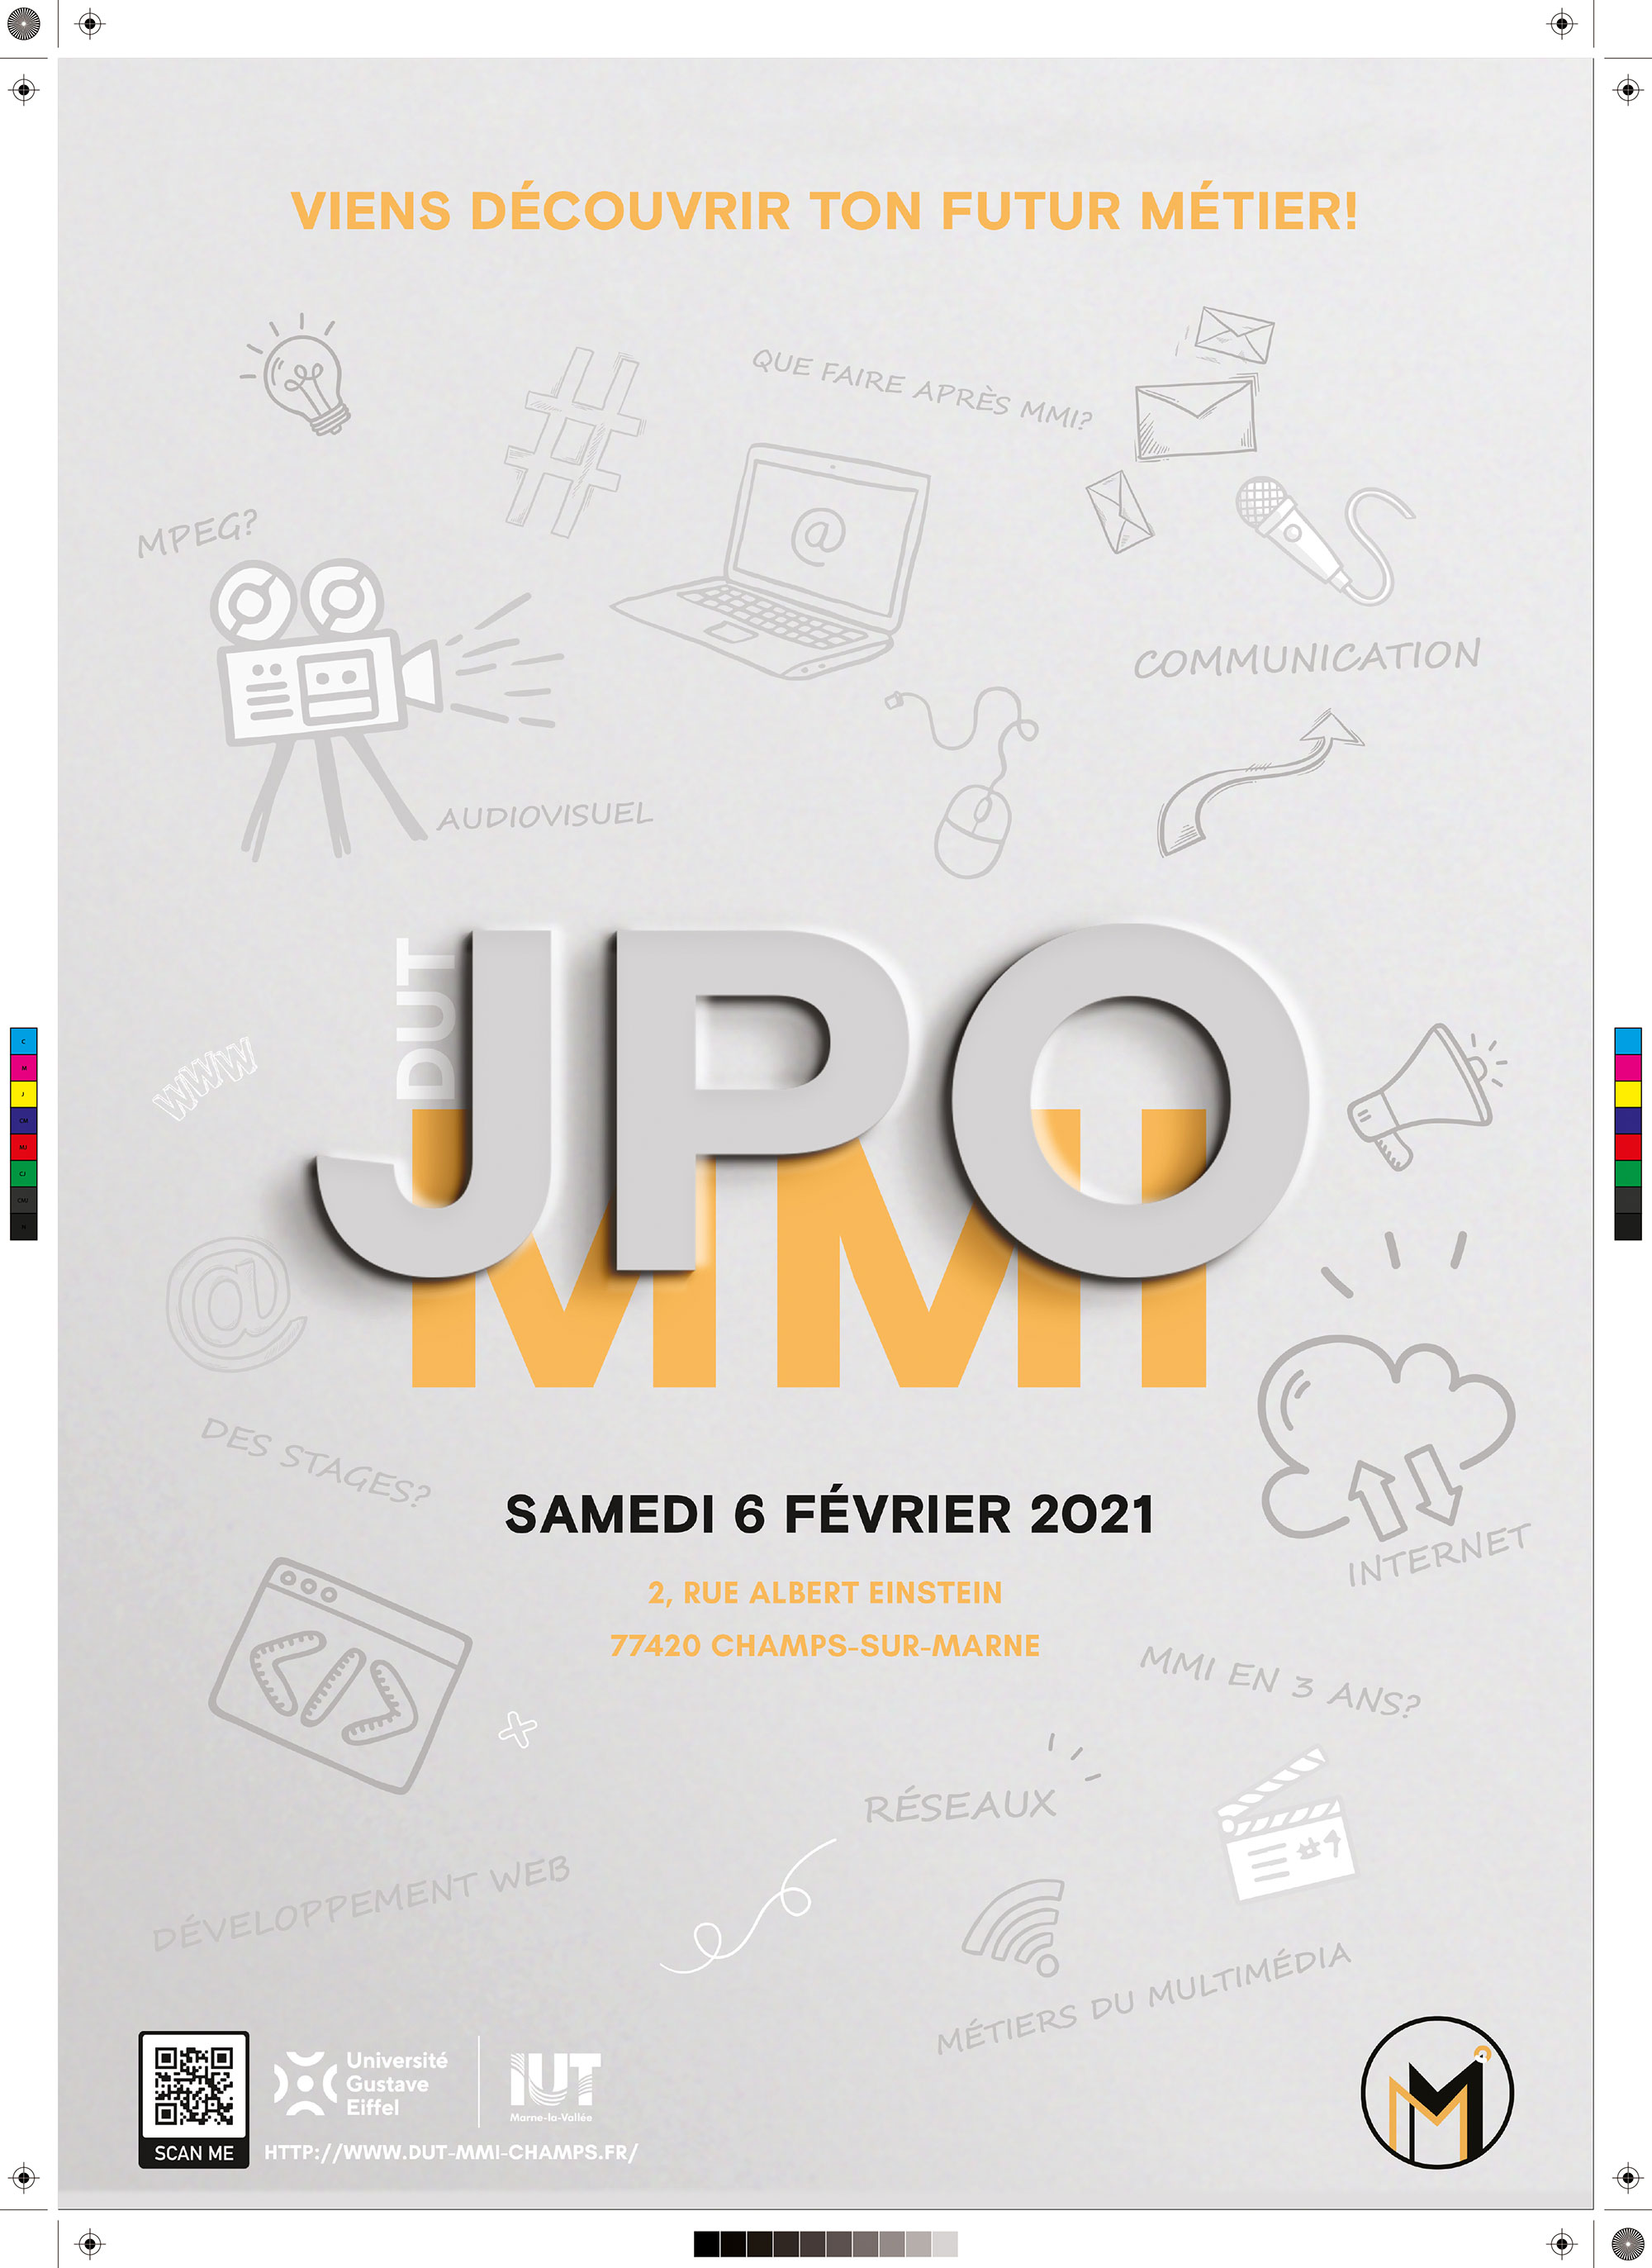 VIENS DÉCOUVRIR TON FUTUR MÉTIER!
QUE FAIRE APRÈS MMI?
MPEG?
@
COMMUNICATION
AUDIOVISUEL
DUT
JPO
WWW
MMI
@
DES STAGES?
SAMEDI 6 FÉVRIER 2021
INTERNET
2, RUE ALBERT EINSTEIN
77420 CHAMPS-SUR-MARNE
MMI EN 3 ANS?
</>
RÉSEAUX
#1
DÉVELOPPEMENT WEB
MÉTIERS DU MULTIMÉDIA
Université
Gustave
Eiffel
IUT
Marne-la-Vallée
SCAN ME
HTTP://WWW.DUT-MMI-CHAMPS.FR/